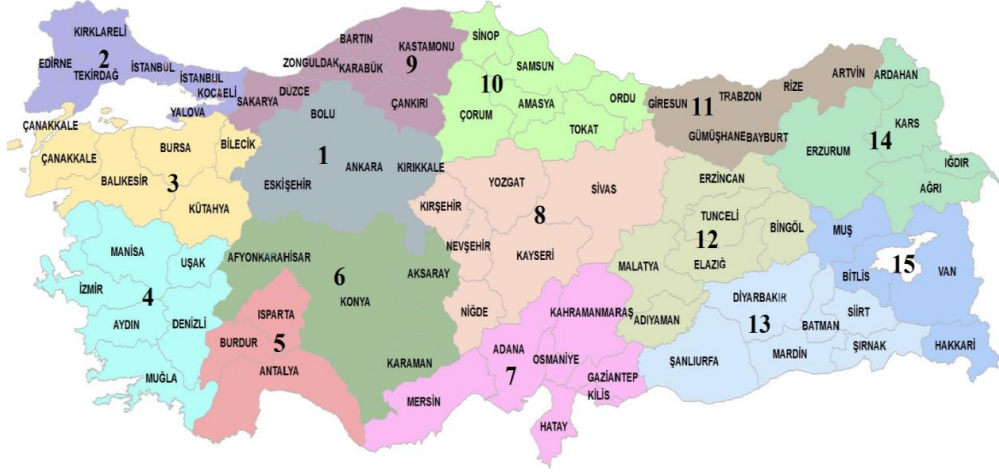 KIRKLARELİ
EDİRNE
2
TEKİRDAĞ
İSTANBUL
İSTANBUL
KOCAELİ
YALOVA
SAKARYA
DUZCE
ZONGULDAK
BARTIN
KARABÜK
KASTAMONU
9
ÇANKIRI
SİNOP
SAMSUN
10
ÇORUM
AMASYA
ORDU
TOKAT
GİRESUN
11
TRABZON
RİZE
ARTVİN
GÜMÜŞHANE
BAYBURT
ARDAHAN
KARS
14
ERZURUM
IĞDIR
AĞRI
ÇANAKKALE
ÇANAKKALE
BURSA
BİLECİK
BALIKESİR
3
KÜTAHYA
BOLU
1
ANKARA
KIRIKKALE
ESKİŞEHİR
YOZGAT
SİVAS
KIRŞEHİR
8
NEVŞEHİR
KAYSERİ
NİĞDE
ERZİNCAN
TUNCELİ
BİNGÖL
12
MALATYA
ELAZIĞ
ADIYAMAN
MUŞ
BİTLİS
15
VAN
HAKKARİ
MANİSA
UŞAK
İZMİR
4
AYDIN
DENİZLİ
MUĞLA
AFYONKARAHİSAR
6
AKSARAY
KONYA
KARAMAN
ISPARTA
BURDUR
5
ANTALYA
KAHRAMANMARAŞ
ADANA
OSMANİYE
7
GAZİANTEP
KİLİS
MERSİN
HATAY
DİYARBAKIR
13
BATMAN
SİİRT
ŞANLIURFA
MARDİN
ŞIRNAK